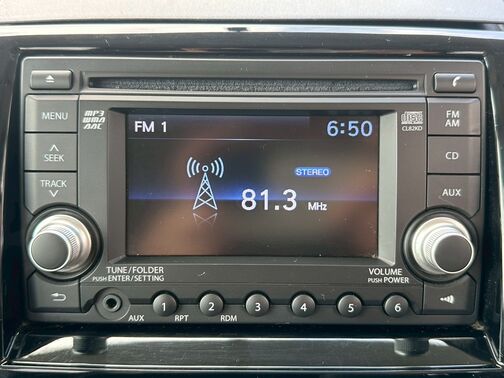 MENU
MP3
WMA
AAC
FM 1
6:50
CL82KD
FM
AM
SEEK
STEREO
CD
TRACK
81.3 MHz
AUX
TUNE/FOLDER
PUSH ENTER/SETTING
VOLUME
PUSH POWER
1 2 3 4 5 6
AUX RPT RDM